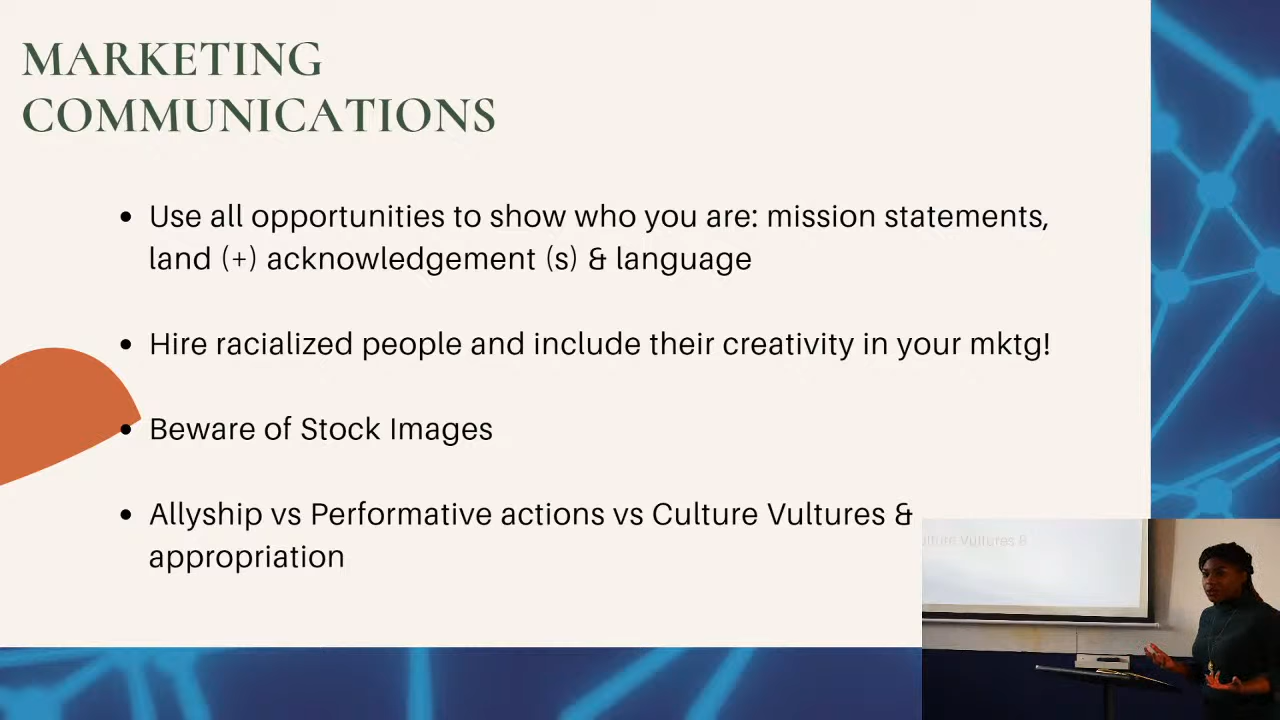 MARKETING
COMMUNICATIONS
• Use all opportunities to show who you are: mission statements,
land (+) acknowledgement (s) & language
• Hire racialized people and include their creativity in your mktg!
• Beware of Stock Images
• Allyship vs Performative actions vs Culture Vultures &
appropriation
Vultures &